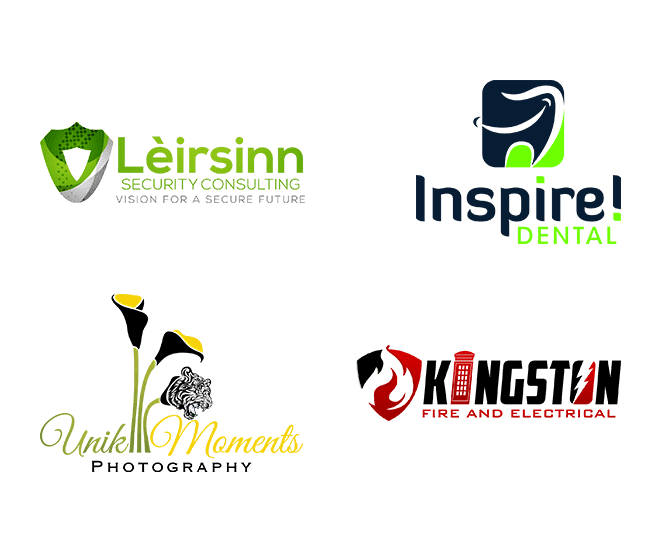 Lèirsinn
SECURITY CONSULTING
VISION FOR A SECURE FUTURE
Inspire!
DENTAL
Unik Moments
PHOTOGRAPHY
KINGSTON
FIRE AND ELECTRICAL